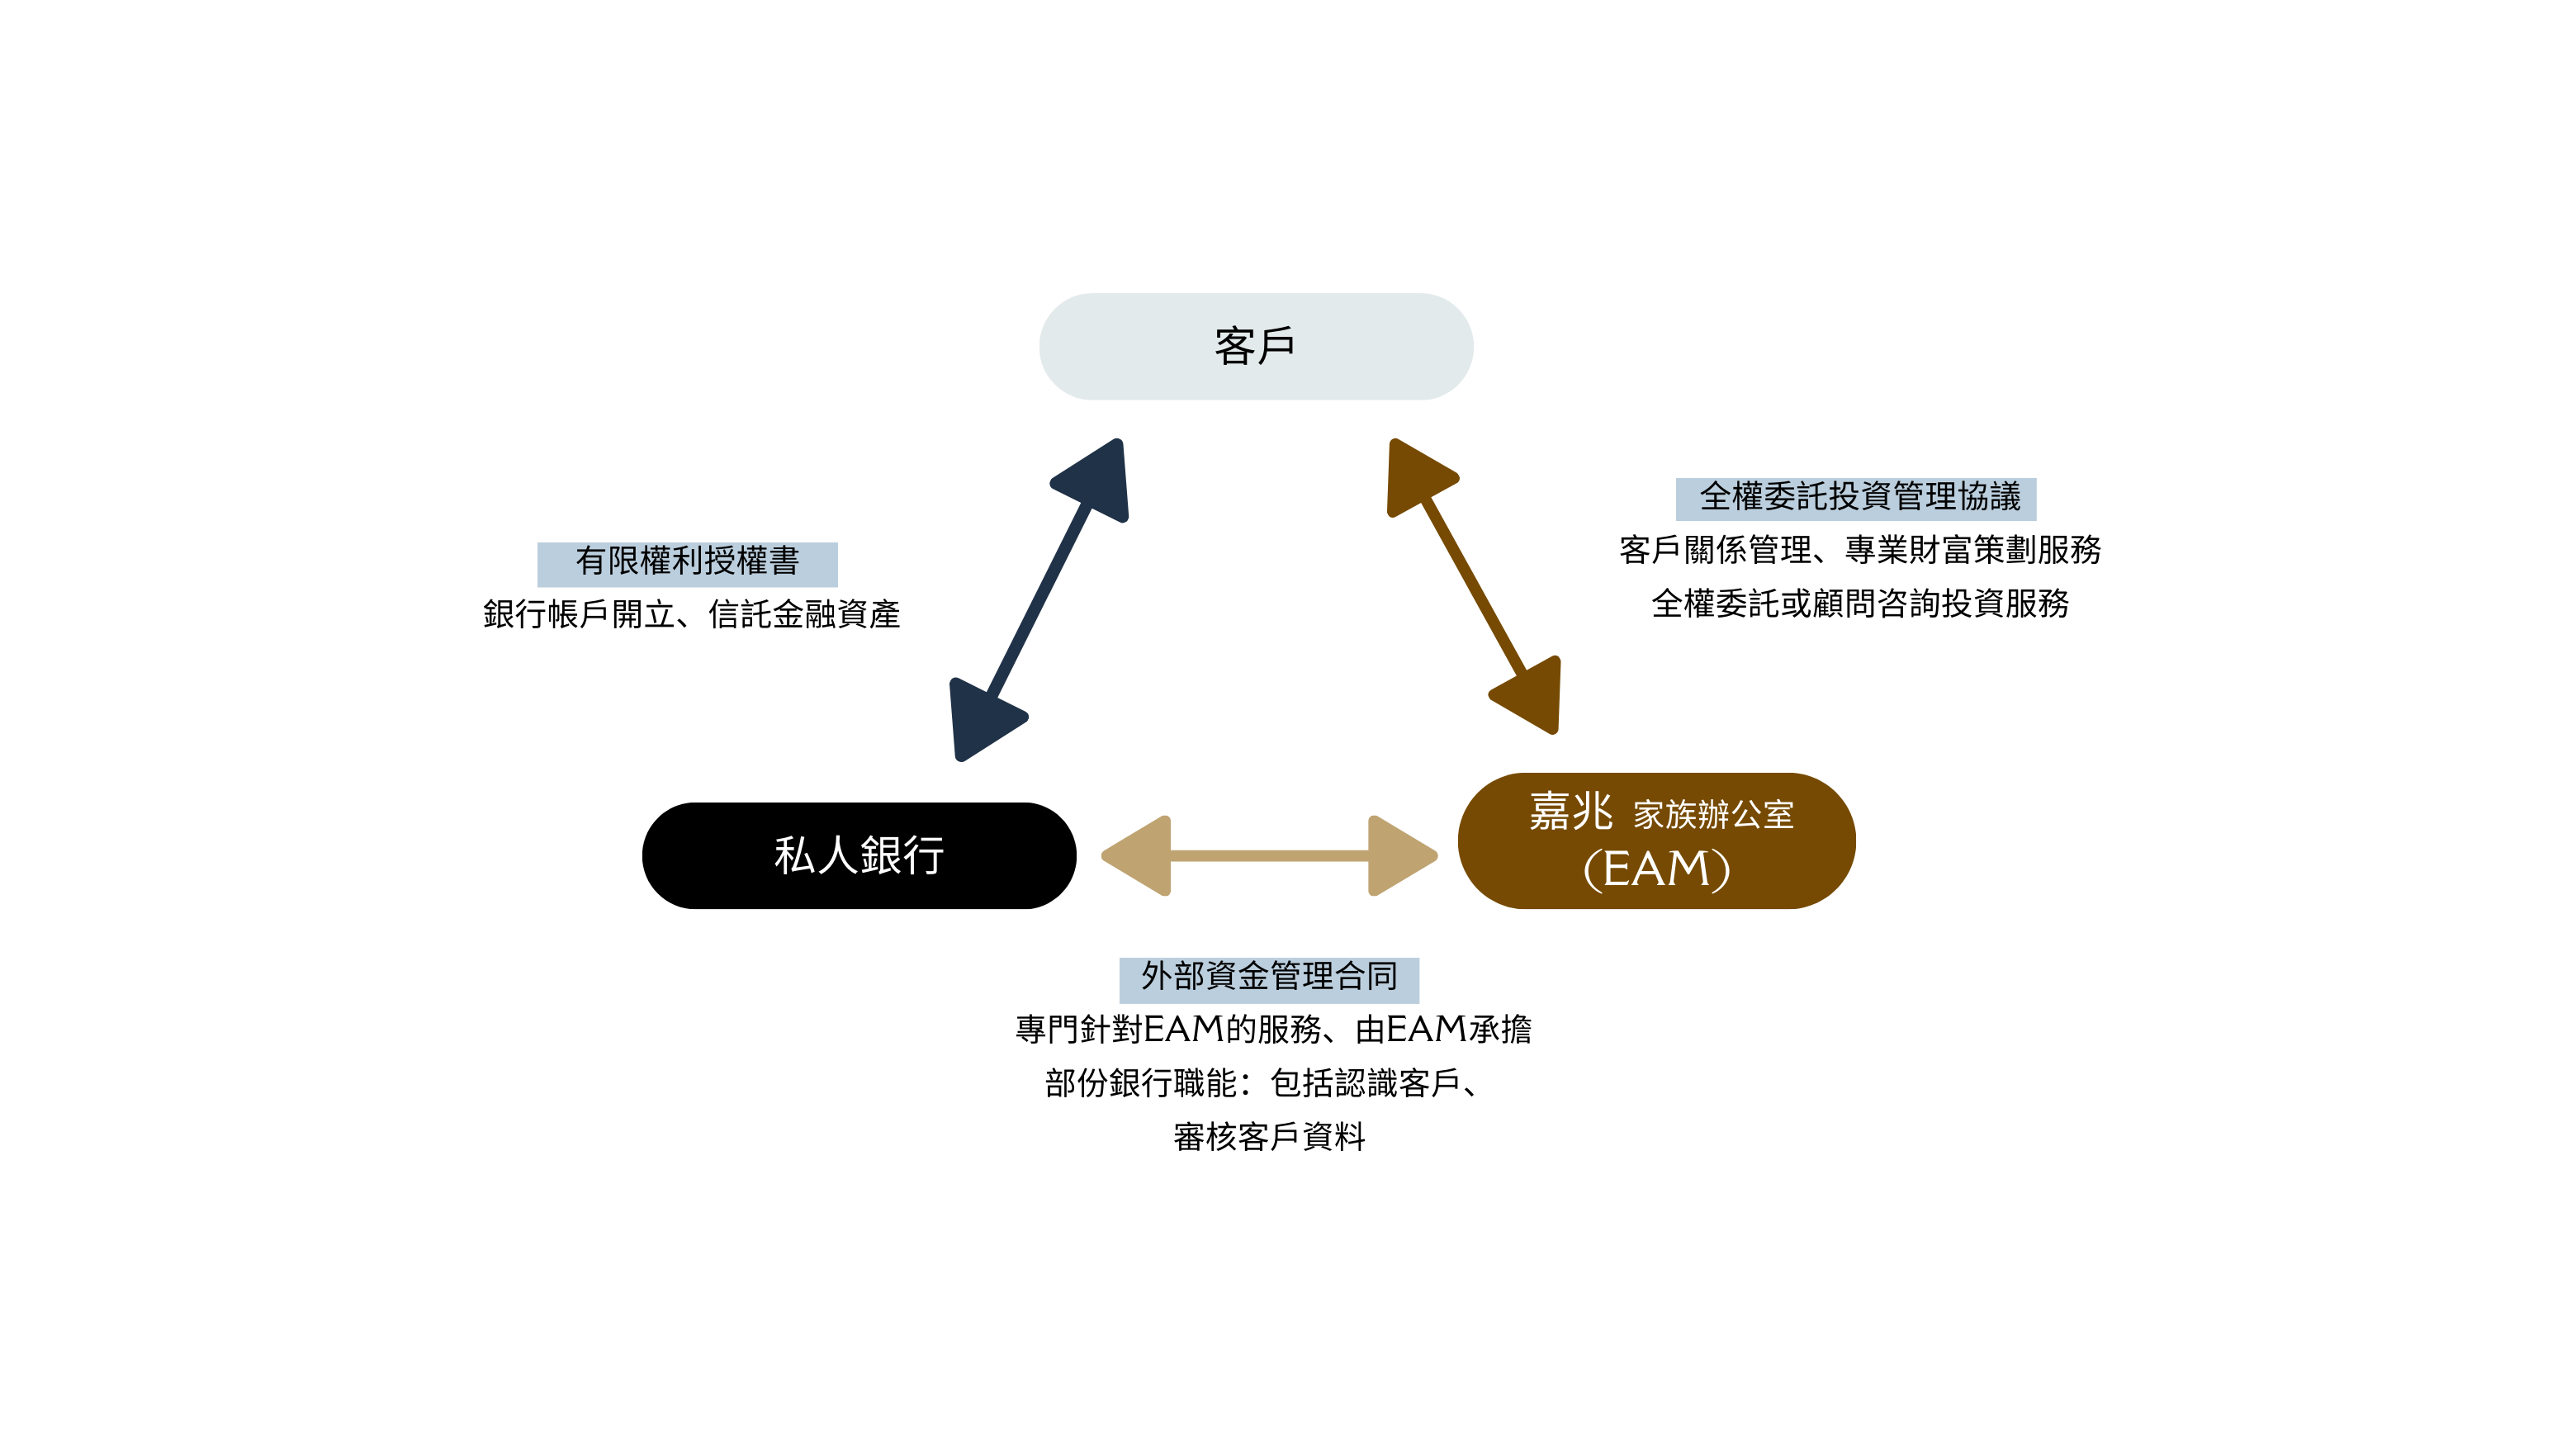 客戶
全權委託投資管理協議
客戶關係管理、專業財富策劃服務
全權委託或顧問咨詢投資服務
有限權利授權書
銀行帳戶開立、信託金融資產
私人銀行
嘉兆 家族辦公室
(EAM)
外部資金管理合同
專門針對EAM的服務、由EAM承擔
部份銀行職能：包括認識客戶、
審核客戶資料